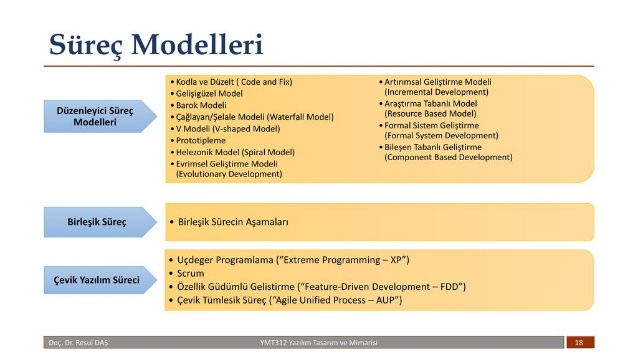 Süreç Modelleri
Düzenleyici Süreç
Modelleri
• Kodla ve Düzelt ( Code and Fix)
• Gelişigüzel Model
• Barok Modeli
• Çağlayan/Şelale Modeli (Waterfall Model)
• V Modeli (V-shaped Model)
• Prototipleme
• Helezonik Model (Spiral Model)
• Evrimsel Geliştirme Modeli
(Evolutionary Development)
• Artırımsal Geliştirme Modeli
(Incremental Development)
• Araştırma Tabanlı Model
(Resource Based Model)
• Formal Sistem Geliştirme
(Formal System Development)
• Bileşen Tabanlı Geliştirme
(Component Based Development)
Birleşik Süreç
• Birleşik Sürecin Aşamaları
Çevik Yazılım Süreci
• Uçdeger Programlama (“Extreme Programming – XP”)
• Scrum
• Özellik Güdümlü Gelistirme (“Feature-Driven Development – FDD”)
• Çevik Tümlesik Süreç (“Agile Unified Process – AUP”)
Doç. Dr. Resul DAŞ
YMT312 Yazılım Tasarım ve Mimarisi
18